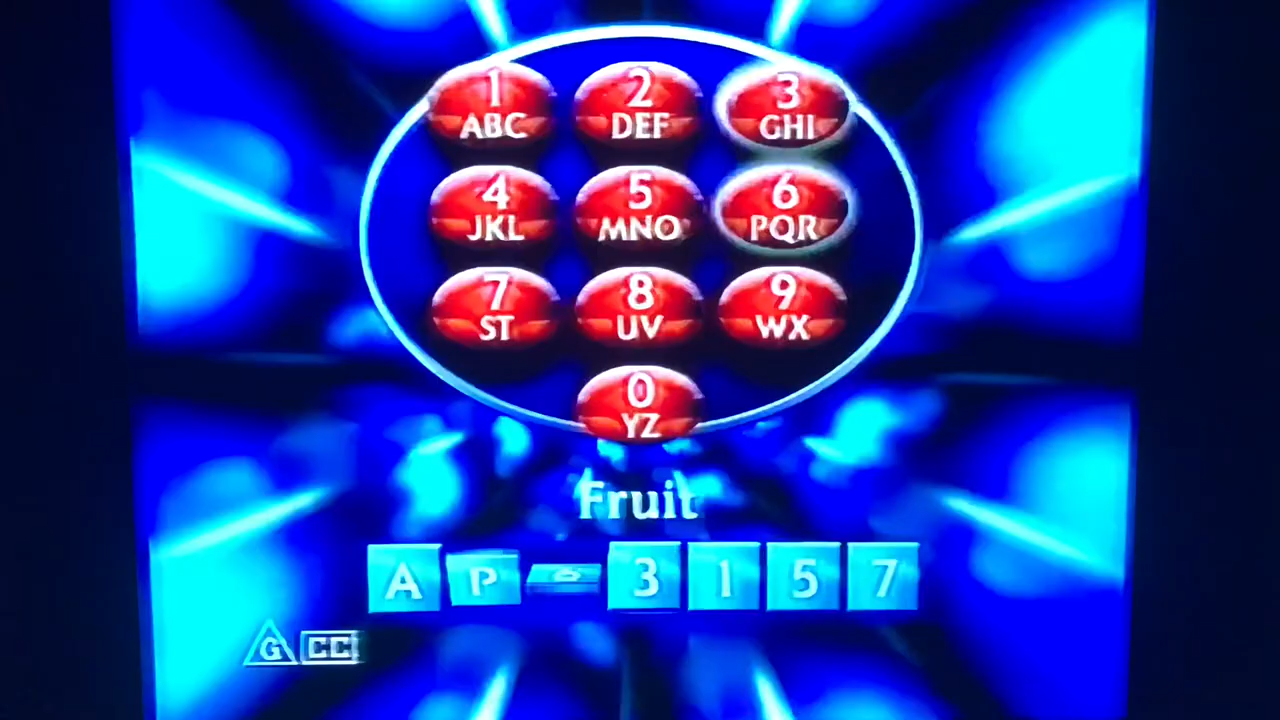 1 2 3
ABC DEF GHI
4 5 6
JKL MNO PQR
7 8 9
ST UV WX
0
YZ
Fruit
A P 3 1 5 7
G CC